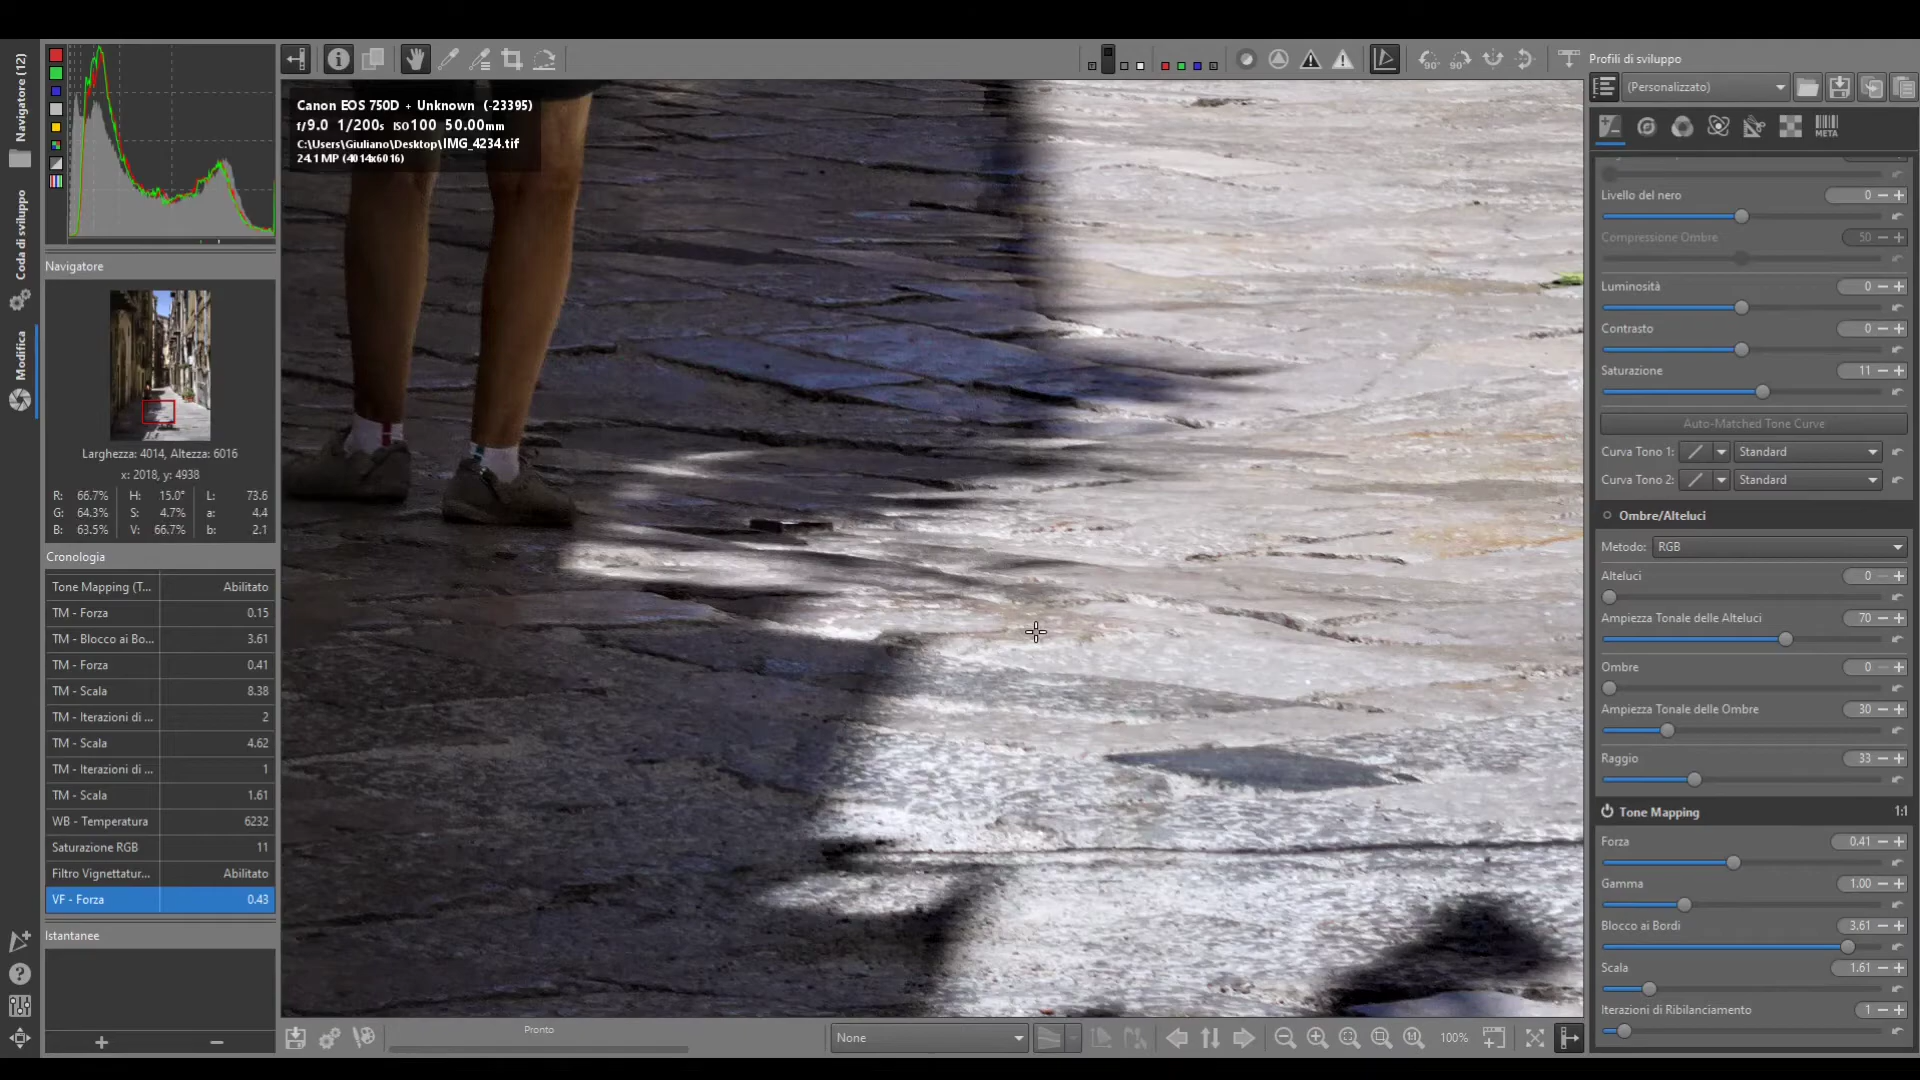 Navigatore (12)
Coda di sviluppo
Modifica
Navigatore
Larghezza: 4014, Altezza: 6016
x: 2018, y: 4938
R: 66.7% H: 15.0° L: 73.6
G: 64.3% S: 4.7% a: 4.4
B: 63.5% V: 66.7% b: 2.1
Cronologia
Tone Mapping (T... Abilitato
TM - Forza 0.15
TM - Blocco ai Bo... 3.61
TM - Forza 0.41
TM - Scala 8.38
TM - Iterazioni di ... 2
TM - Scala 4.62
TM - Iterazioni di ... 1
TM - Scala 1.61
WB - Temperatura 6232
Saturazione RGB 11
Filtro Vignettatur... Abilitato
VF - Forza 0.43
Istantanee
Canon EOS 750D + Unknown (-23395)
f/9.0 1/200s ISO100 50.00mm
C:\Users\Giuliano\Desktop\IMG_4234.tif
24.1 MP (4014x6016)
90° 90°
Pronto
None
1:1
100%
Profili di sviluppo
(Personalizzato)
META
Livello del nero 0
Compressione Ombre 50
Luminosità 0
Contrasto 0
Saturazione 11
Auto-Matched Tone Curve
Curva Tono 1: Standard
Curva Tono 2: Standard
Ombre/Alteluci
Metodo: RGB
Alteluci 0
Ampiezza Tonale delle Alteluci 70
Ombre 0
Ampiezza Tonale delle Ombre 30
Raggio 33
Tone Mapping 1:1
Forza 0.41
Gamma 1.00
Blocco ai Bordi 3.61
Scala 1.61
Iterazioni di Ribilanciamento 1